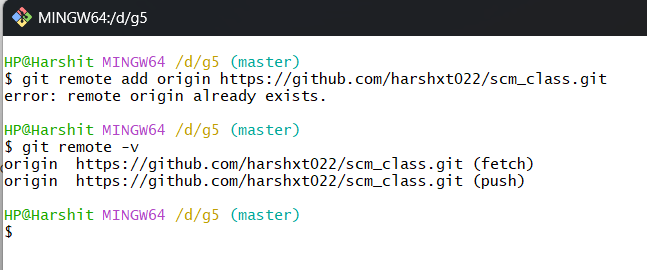 MINGW64:/d/g5
HP@Harshit MINGW64 /d/g5 (master)
$ git remote add origin https://github.com/harshxt022/scm_class.git
error: remote origin already exists.
HP@Harshit MINGW64 /d/g5 (master)
$ git remote -v
origin  https://github.com/harshxt022/scm_class.git (fetch)
origin  https://github.com/harshxt022/scm_class.git (push)
HP@Harshit MINGW64 /d/g5 (master)
$